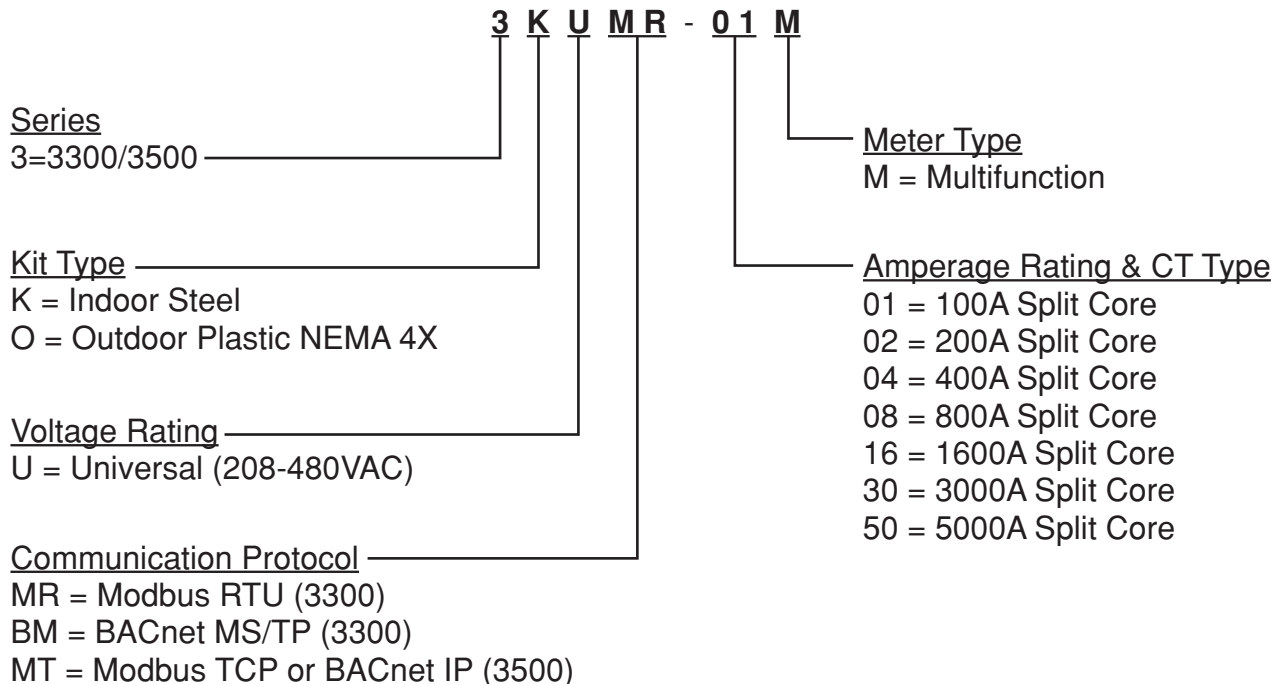 3 K U M R - 0 1 M
Series
3=3300/3500
Kit Type
K = Indoor Steel
O = Outdoor Plastic NEMA 4X
Voltage Rating
U = Universal (208-480VAC)
Communication Protocol
MR = Modbus RTU (3300)
BM = BACnet MS/TP (3300)
MT = Modbus TCP or BACnet IP (3500)
Meter Type
M = Multifunction
Amperage Rating & CT Type
01 = 100A Split Core
02 = 200A Split Core
04 = 400A Split Core
08 = 800A Split Core
16 = 1600A Split Core
30 = 3000A Split Core
50 = 5000A Split Core